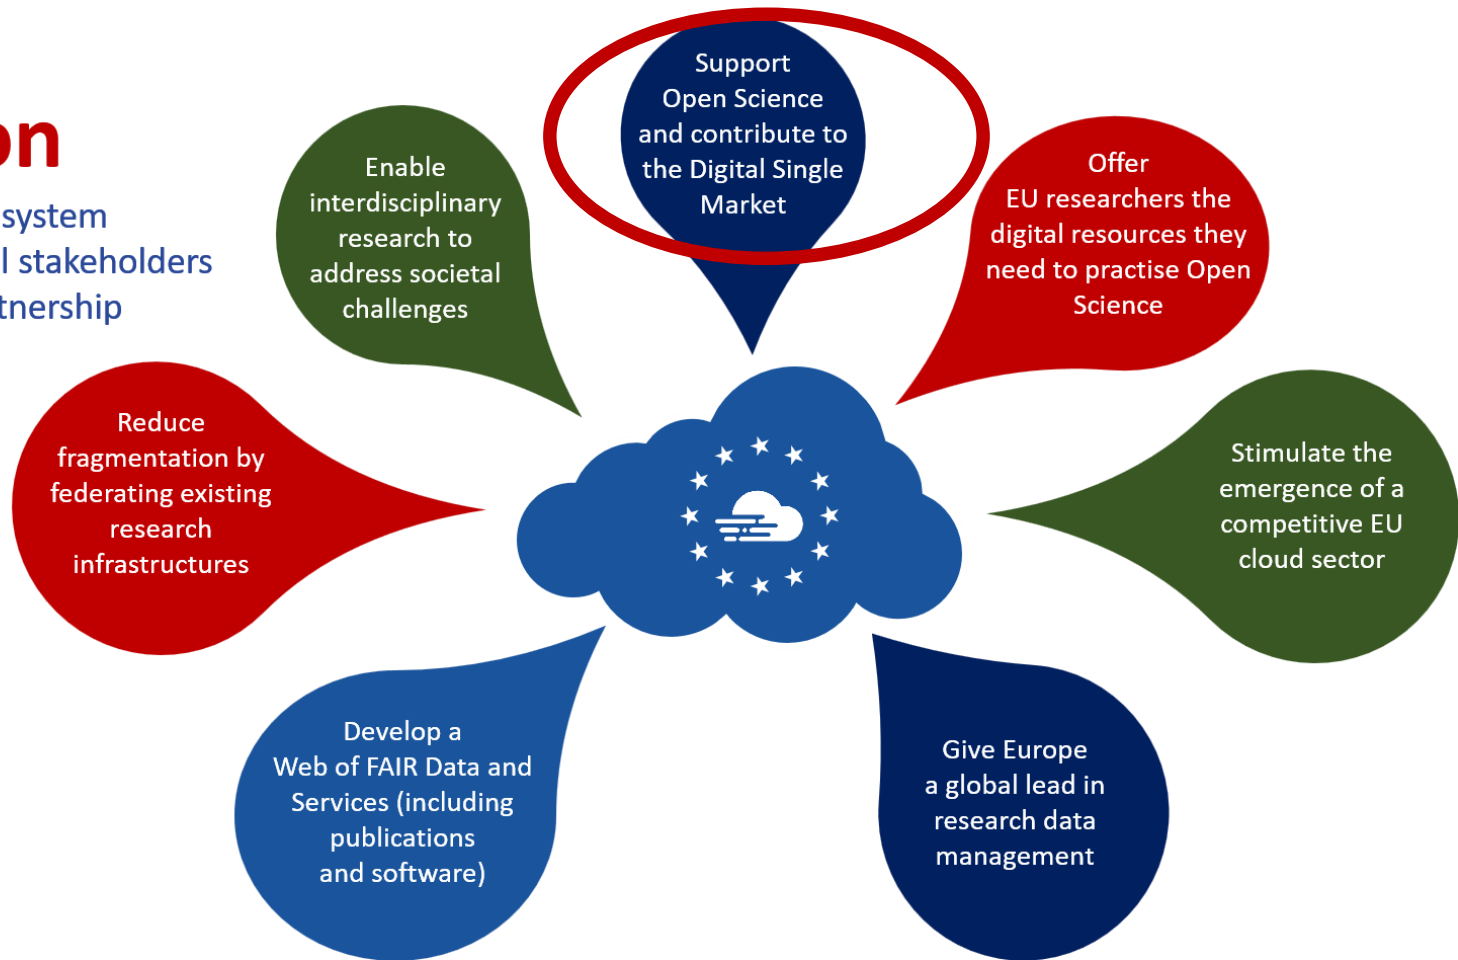 on
system
l stakeholders
tnership
Support
Open Science
and contribute to
the Digital Single
Market
Enable
interdisciplinary
research to
address societal
challenges
Offer
EU researchers the
digital resources they
need to practise Open
Science
Reduce
fragmentation by
federating existing
research
infrastructures
Stimulate the
emergence of a
competitive EU
cloud sector
Develop a
Web of FAIR Data and
Services (including
publications
and software)
Give Europe
a global lead in
research data
management